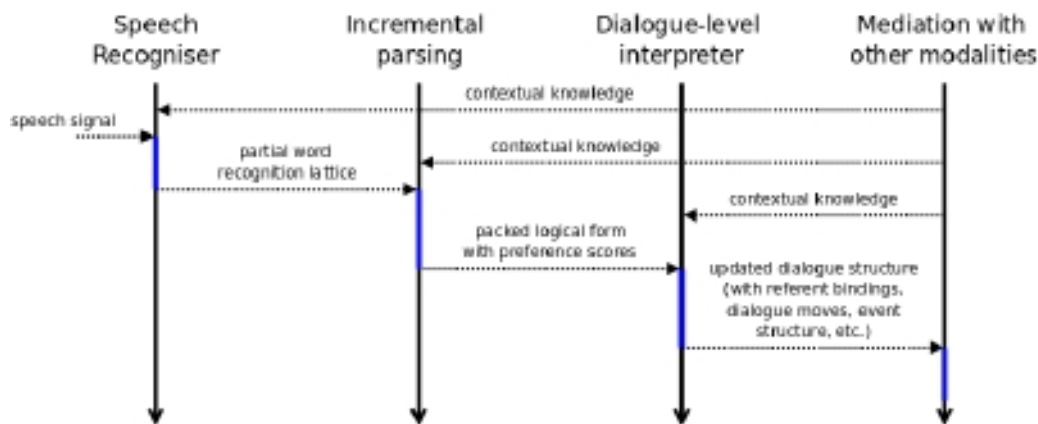 Speech
Recogniser
Incremental
parsing
Dialogue-level
interpreter
Mediation with
other modalities
contextual knowledge
speech signal
contextual knowledge
partial word
recognition lattice
contextual knowledge
packed logical form
with preference scores
updated dialogue structure
(with referent bindings,
dialogue moves, event
structure, etc.)